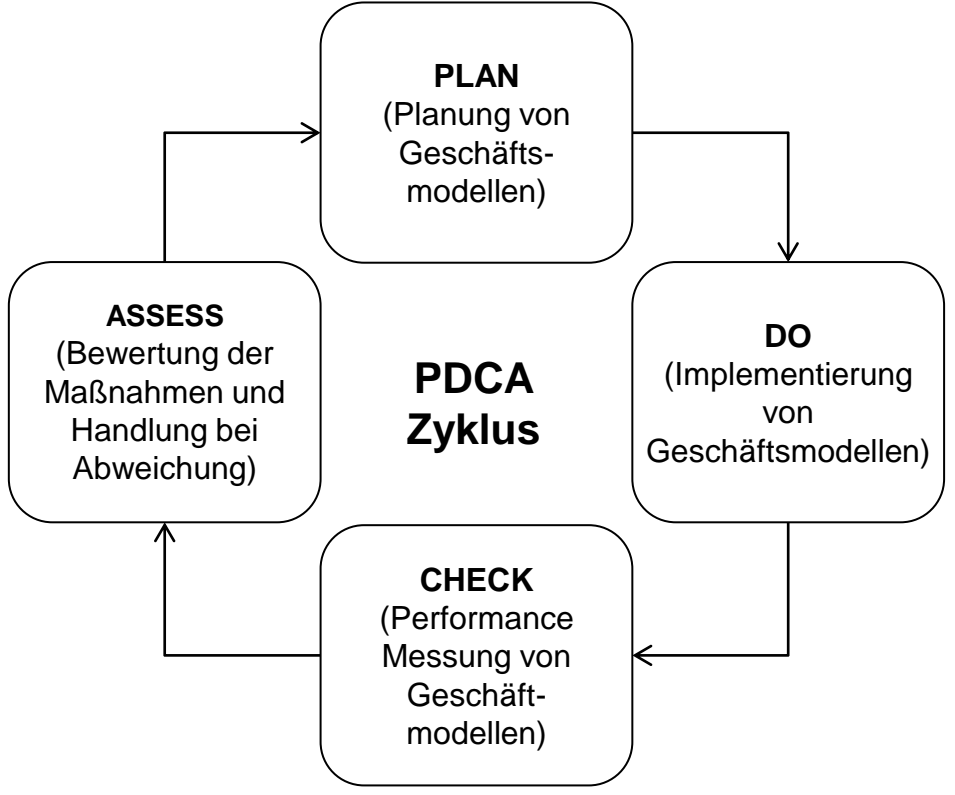 PLAN
(Planung von
Geschäfts-
modellen)
ASSESS
(Bewertung der
Maßnahmen und
Handlung bei
Abweichung)
PDCA
Zyklus
DO
(Implementierung
von
Geschäftsmodellen)
CHECK
(Performance
Messung von
Geschäft-
modellen)